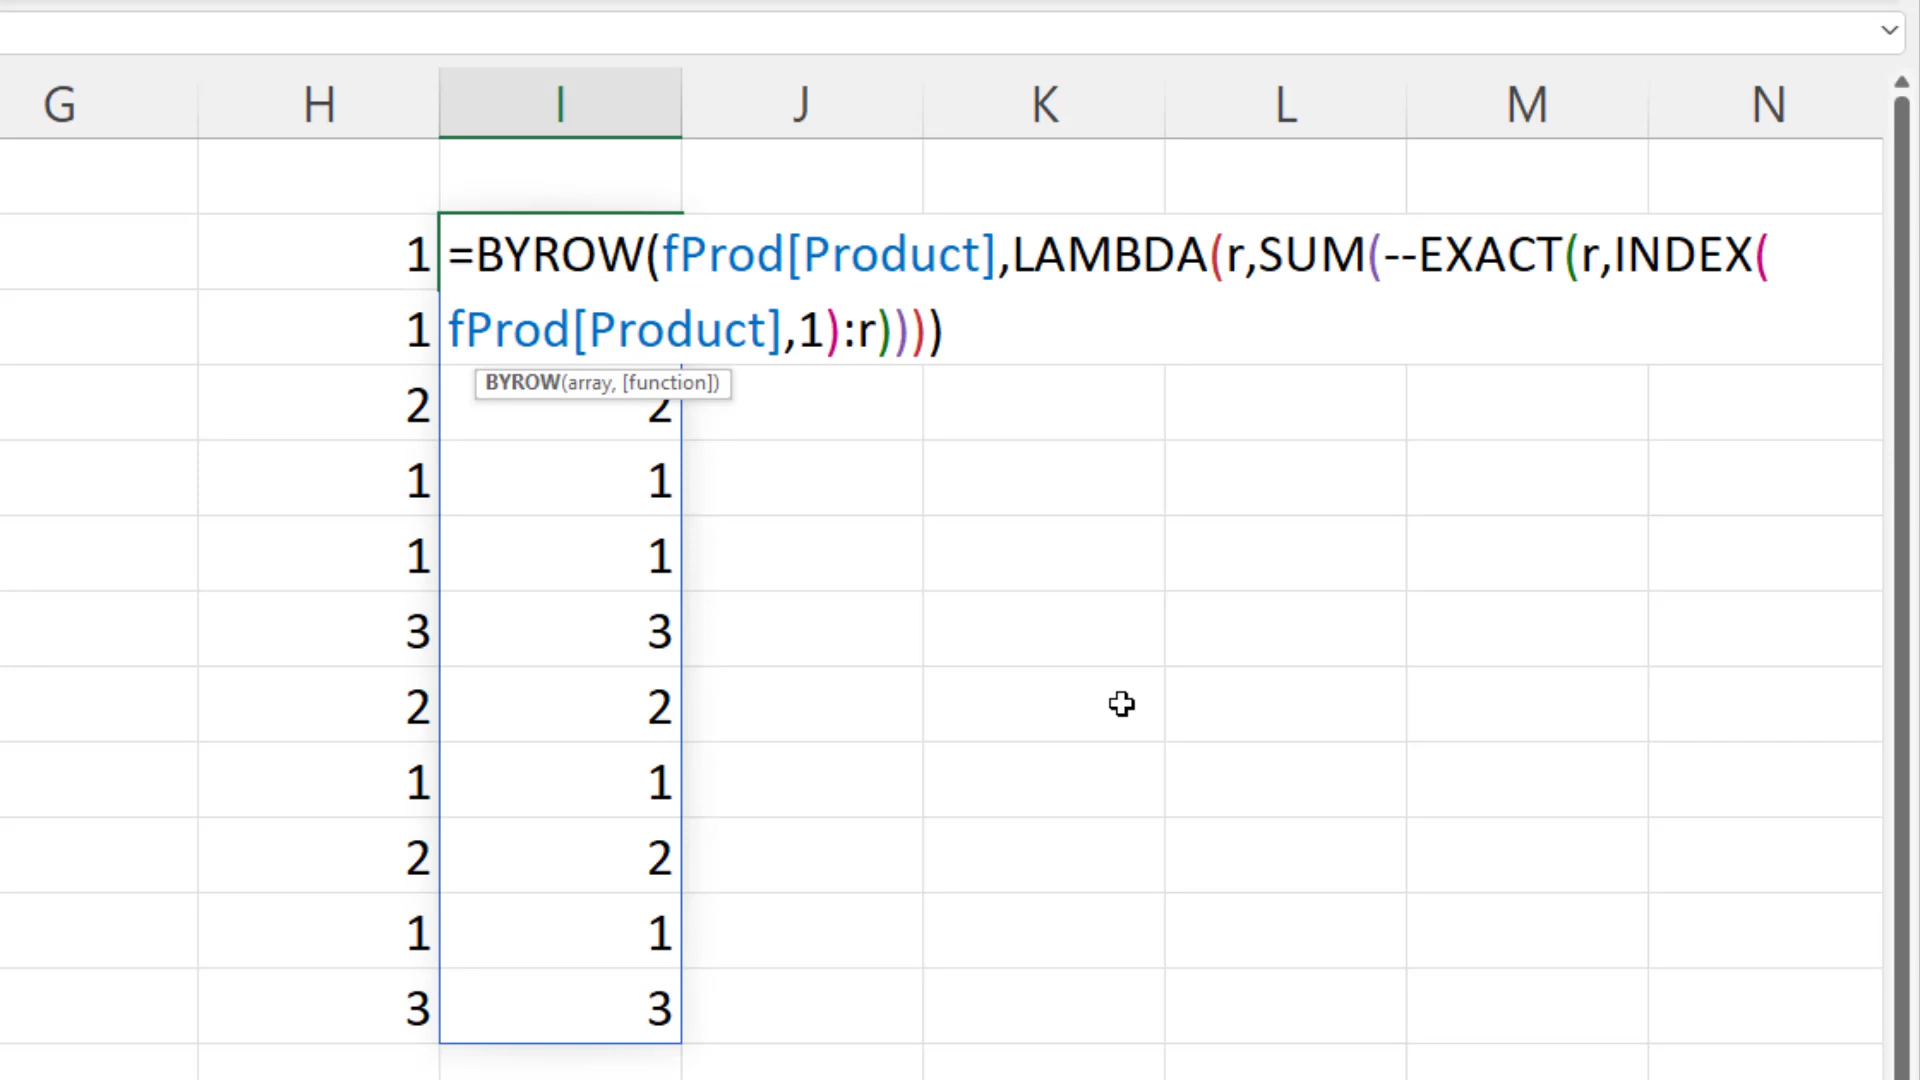 G H I J K L M N
1 =BYROW(fProd[Product],LAMBDA(r,SUM(--EXACT(r,INDEX(
1 fProd[Product],1):r))))
BYROW(array, [function])
2 2
1 1
1 1
3 3
2 2
1 1
2 2
1 1
3 3